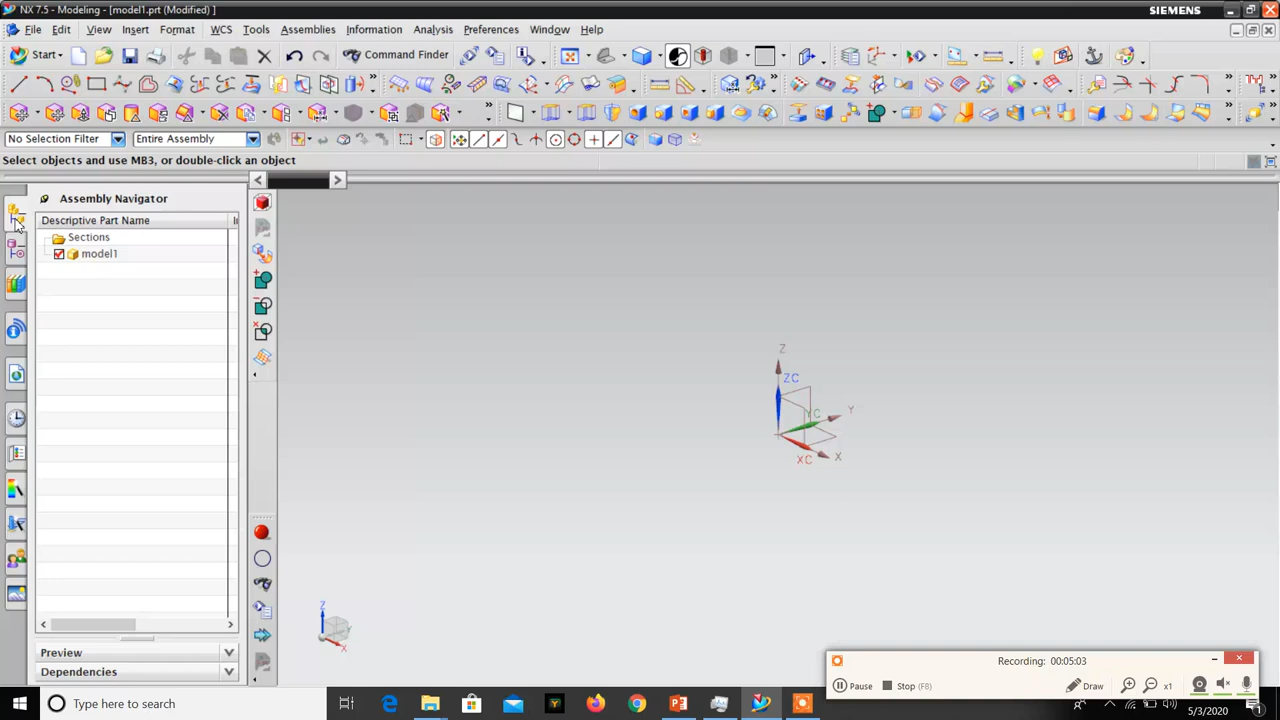 NX 7.5 - Modeling - [model1.prt (Modified) ]
SIEMENS
File Edit View Insert Format WCS Tools Assemblies Information Analysis Preferences Window Help
Start Command Finder
No Selection Filter Entire Assembly
Select objects and use MB3, or double-click an object
Assembly Navigator
Descriptive Part Name
Sections
model1
Z
ZC
YC
Y
XC
X
Z
Y
X
Preview
Dependencies
Recording: 00:05:03
Pause Stop (F8) Draw x1
Type here to search
5/3/2020
1